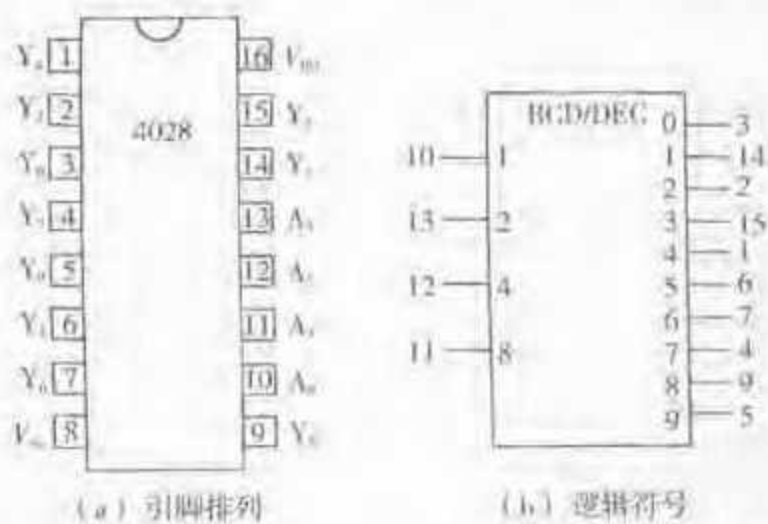 Y₄ 1
16 V
Y₂ 2
15 Y₃
4028
Y₀ 3
14 Y₁
Y₇ 4
13 A₁
Y₉ 5
12 A₂
Y₅ 6
11 A₃
Y₆ 7
10 A₀
V 8
9 Y₈
(a) 引脚排列
BCD/DEC
10 1
13 2
12 4
11 8
0 3
1 14
2 2
3 15
4 1
5 6
6 7
7 4
8 9
9 5
(b) 逻辑符号